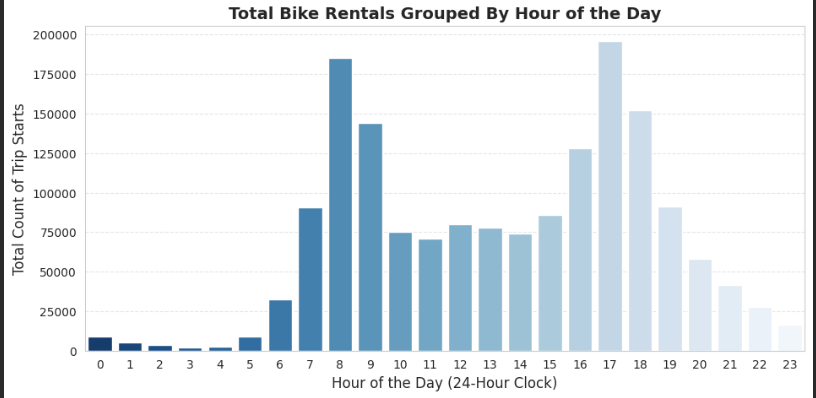 Total Bike Rentals Grouped By Hour of the Day
200000
175000
150000
125000
100000
75000
50000
25000
0
Total Count of Trip Starts
0 1 2 3 4 5 6 7 8 9 10 11 12 13 14 15 16 17 18 19 20 21 22 23
Hour of the Day (24-Hour Clock)